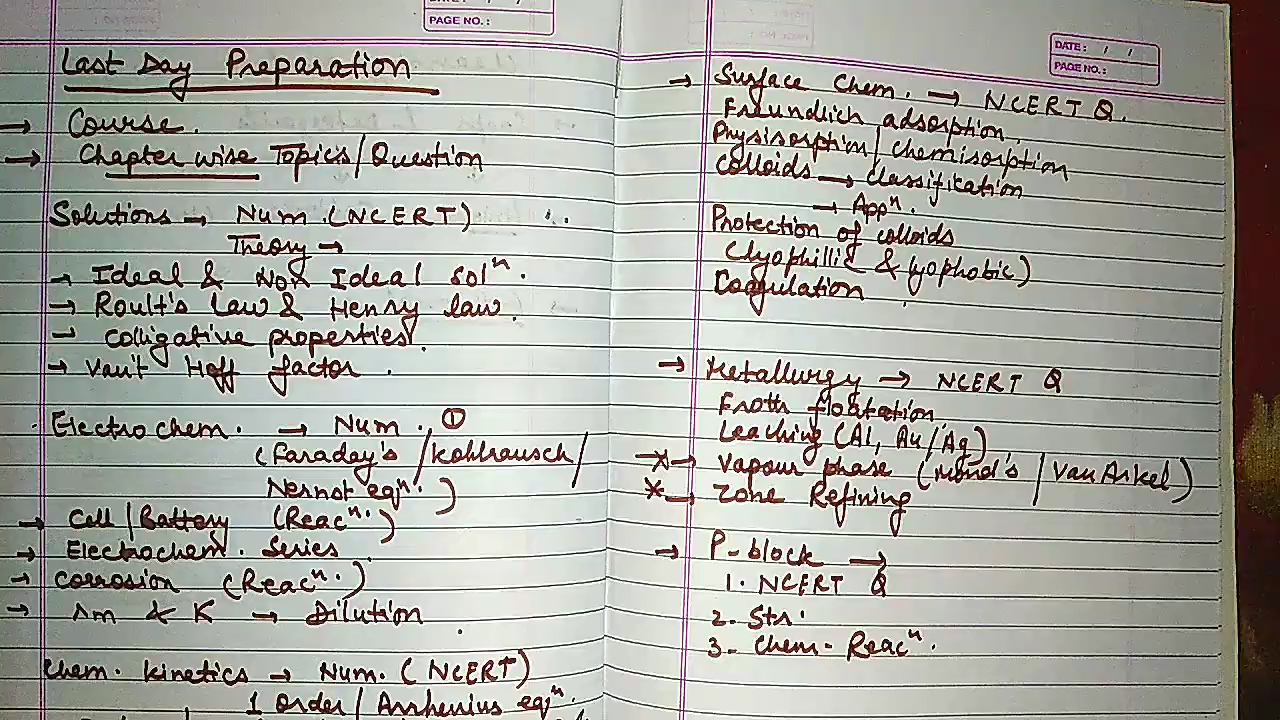 PAGE NO. :
Last Day Preparation
→ Course.
→ Chapter wise Topics/Question
Solutions → Num. (NCERT)
Theory →
→ Ideal & Non Ideal solⁿ.
→ Roult's Law & Henry law.
→ Colligative properties.
→ Van't Hoff factor.
Electrochem. → Num. ①
(Faraday's / Kohlrausch /
Nernst eqⁿ.)
→ Cell / Battery (Reacⁿ.)
→ Electrochem. Series
→ Corrosion (Reacⁿ.)
→ Λm & K → Dilution
Chem. kinetics → Num. (NCERT)
1 Order / Arrhenius eqⁿ.
DATE : / /
PAGE NO. :
→ Surface Chem. → NCERT Q.
Freundlich adsorption
Physisorption / chemisorption
Colloids → Classification
→ Appⁿ.
Protection of colloids
(lyophillic & lyophobic)
Coagulation
→ Metallurgy → NCERT Q
Froth floatation
Leaching (Al, Au/Ag)
* → Vapour phase (Mond's / Van Arkel)
* → Zone Refining
→ P-block →
1. NCERT Q
2. Str.
3. Chem. Reacⁿ.